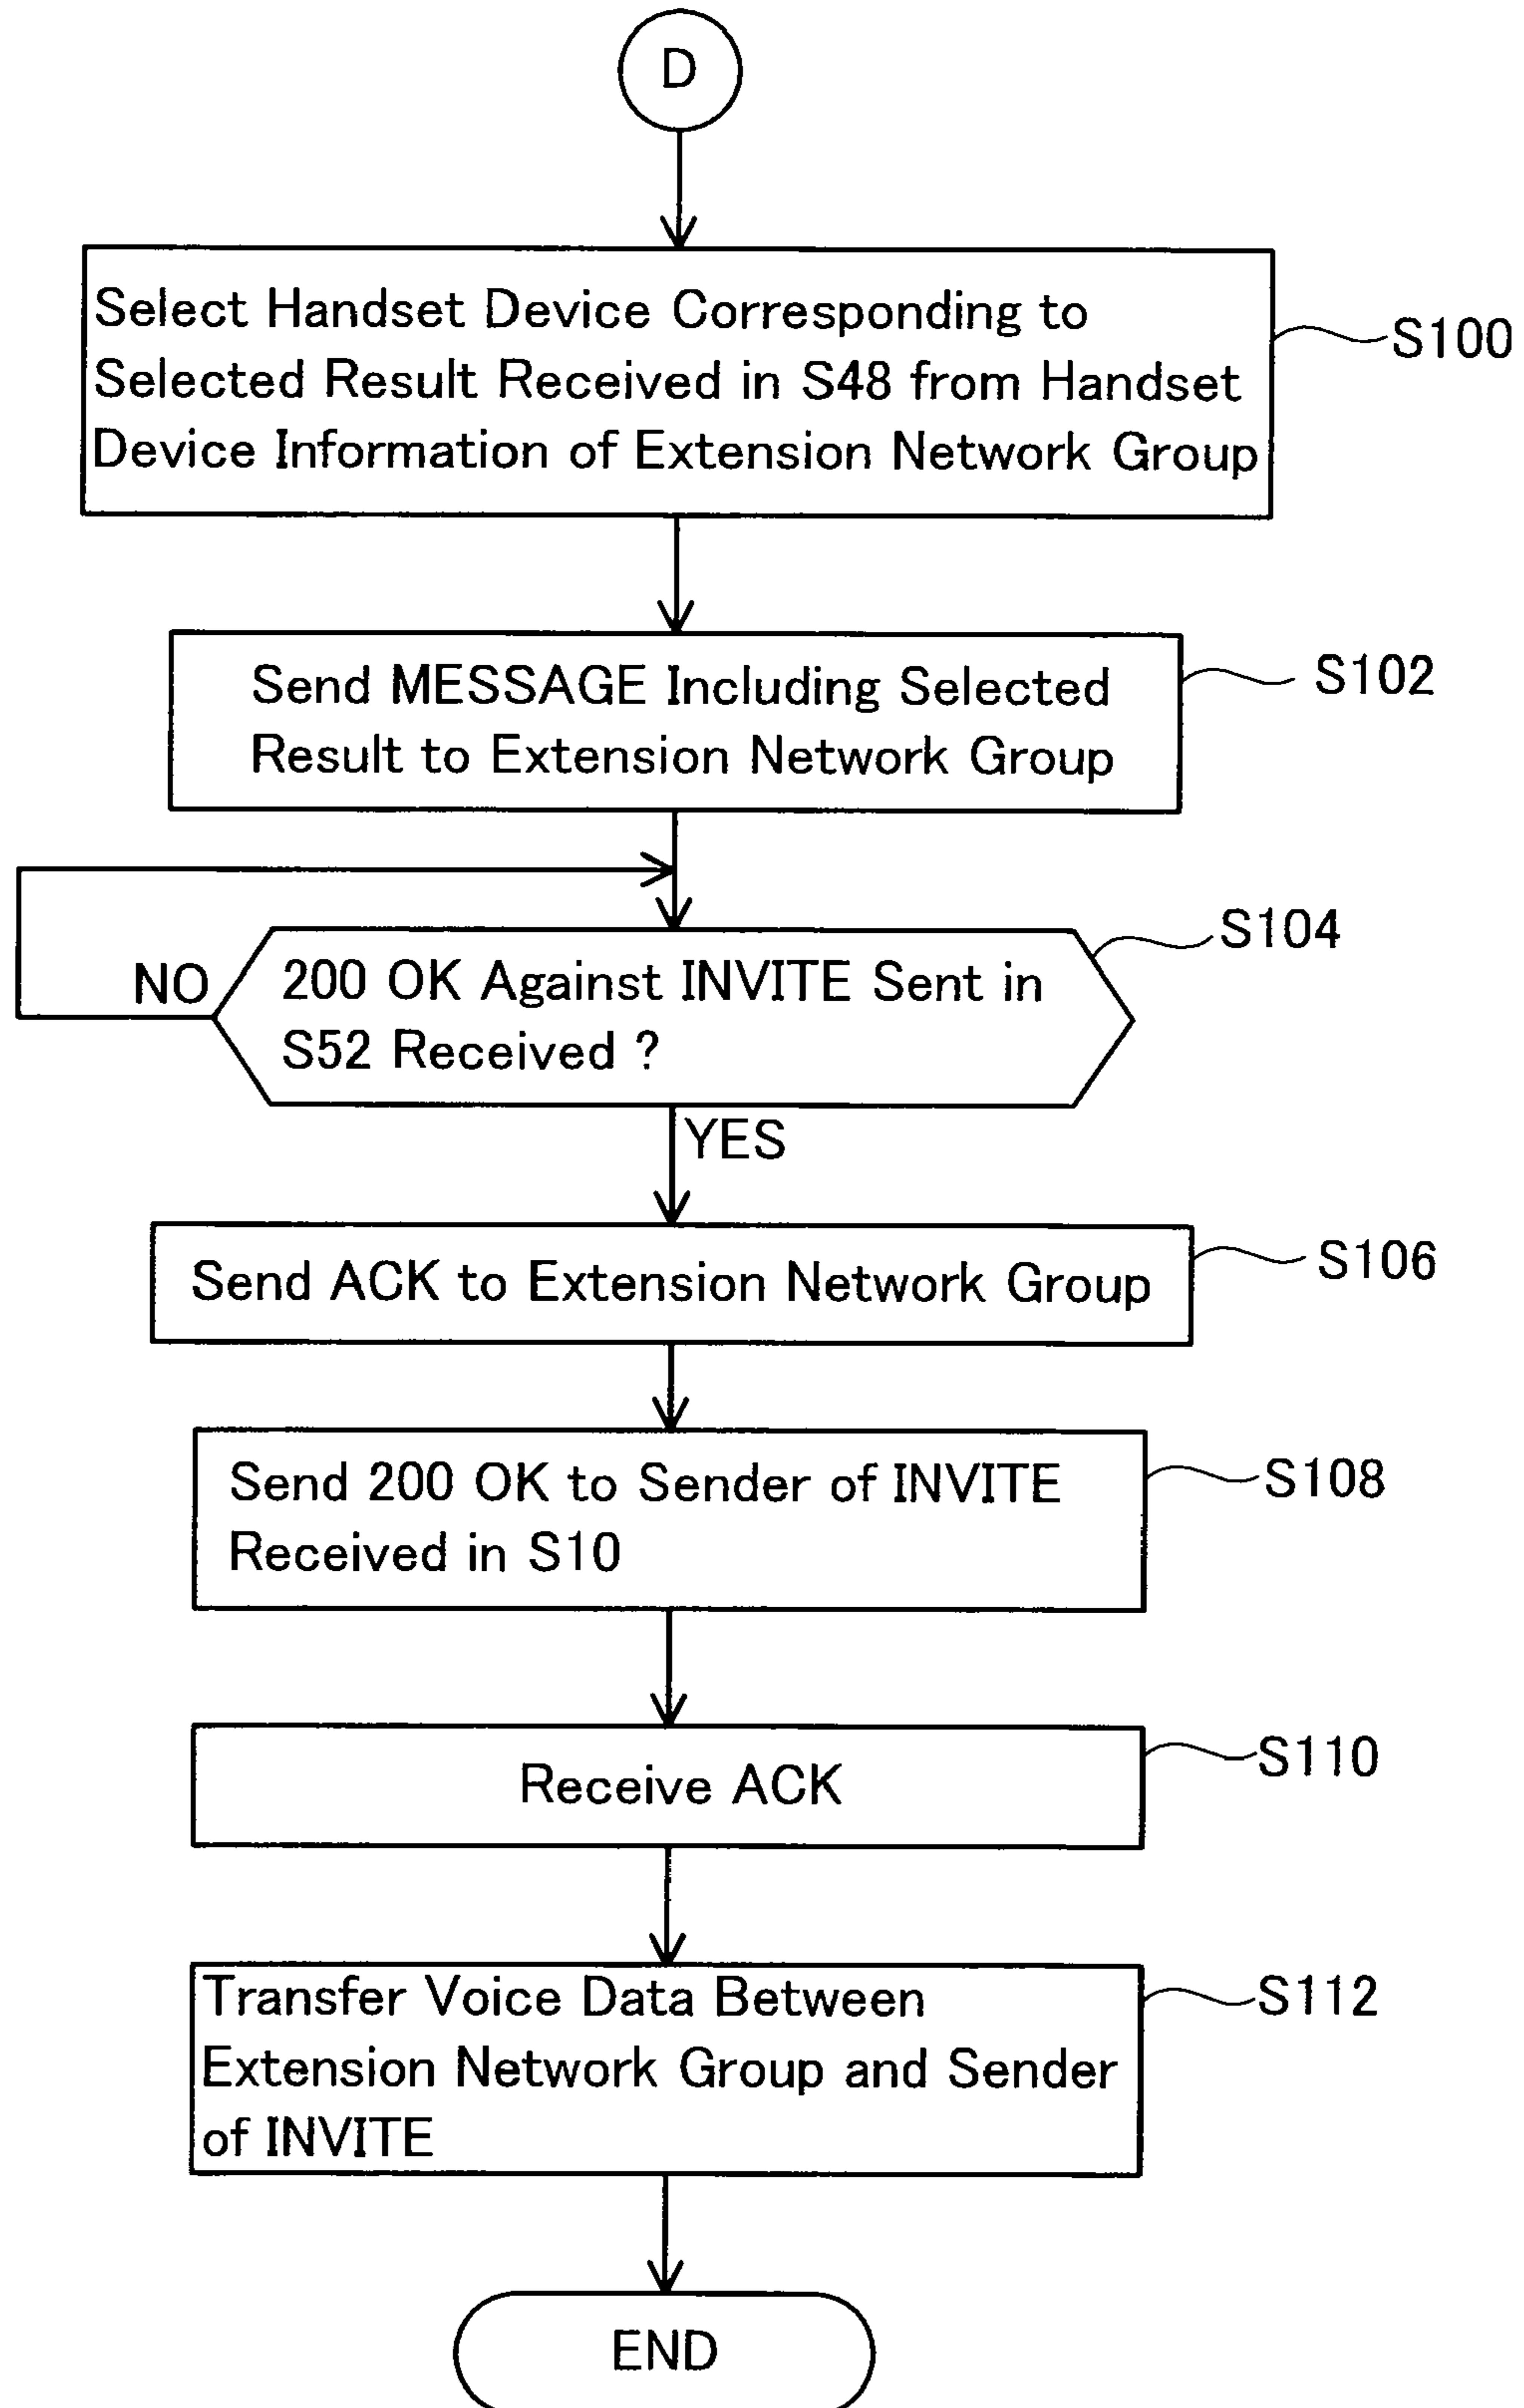 D
Select Handset Device Corresponding to
Selected Result Received in S48 from Handset
Device Information of Extension Network Group
S100
Send MESSAGE Including Selected
Result to Extension Network Group
S102
200 OK Against INVITE Sent in
S52 Received ?
S104
NO
YES
Send ACK to Extension Network Group
S106
Send 200 OK to Sender of INVITE
Received in S10
S108
Receive ACK
S110
Transfer Voice Data Between
Extension Network Group and Sender
of INVITE
S112
END